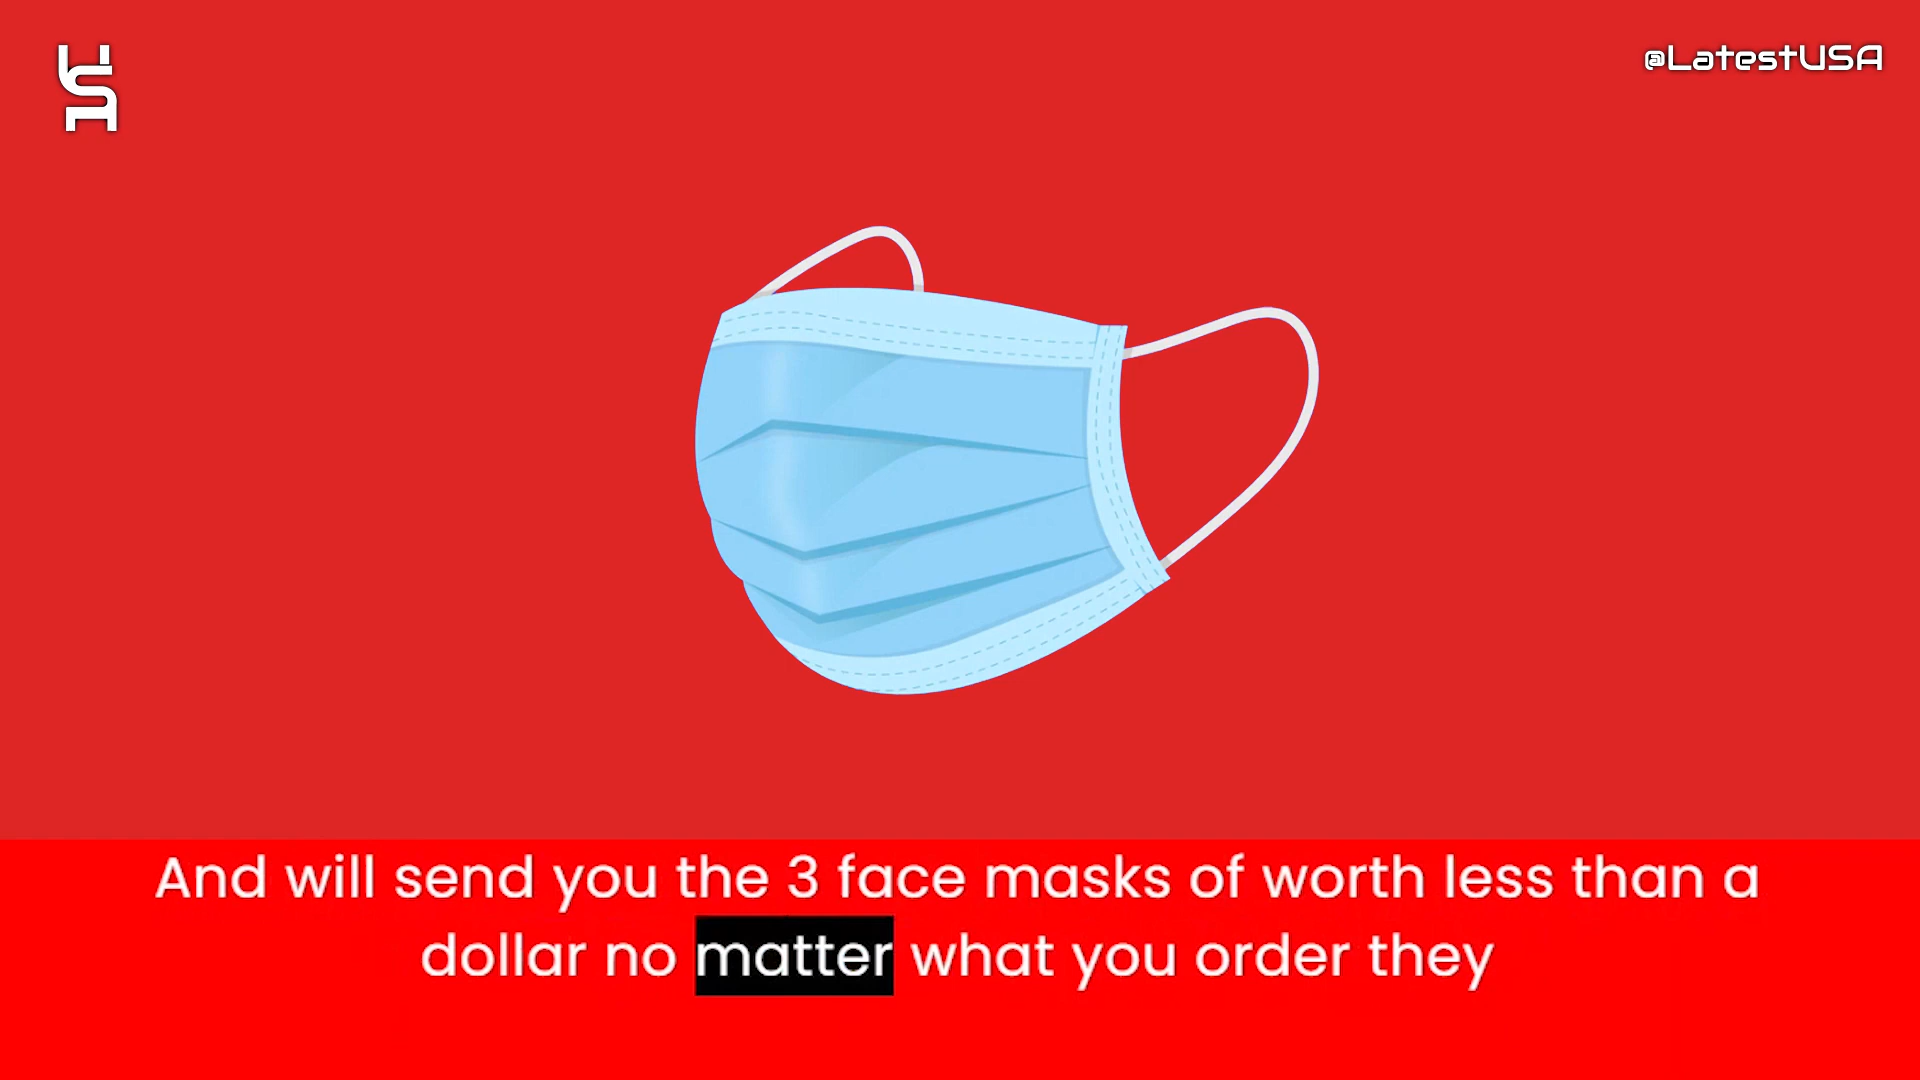 USA
@LatestUSA
And will send you the 3 face masks of worth less than a
dollar no matter what you order they